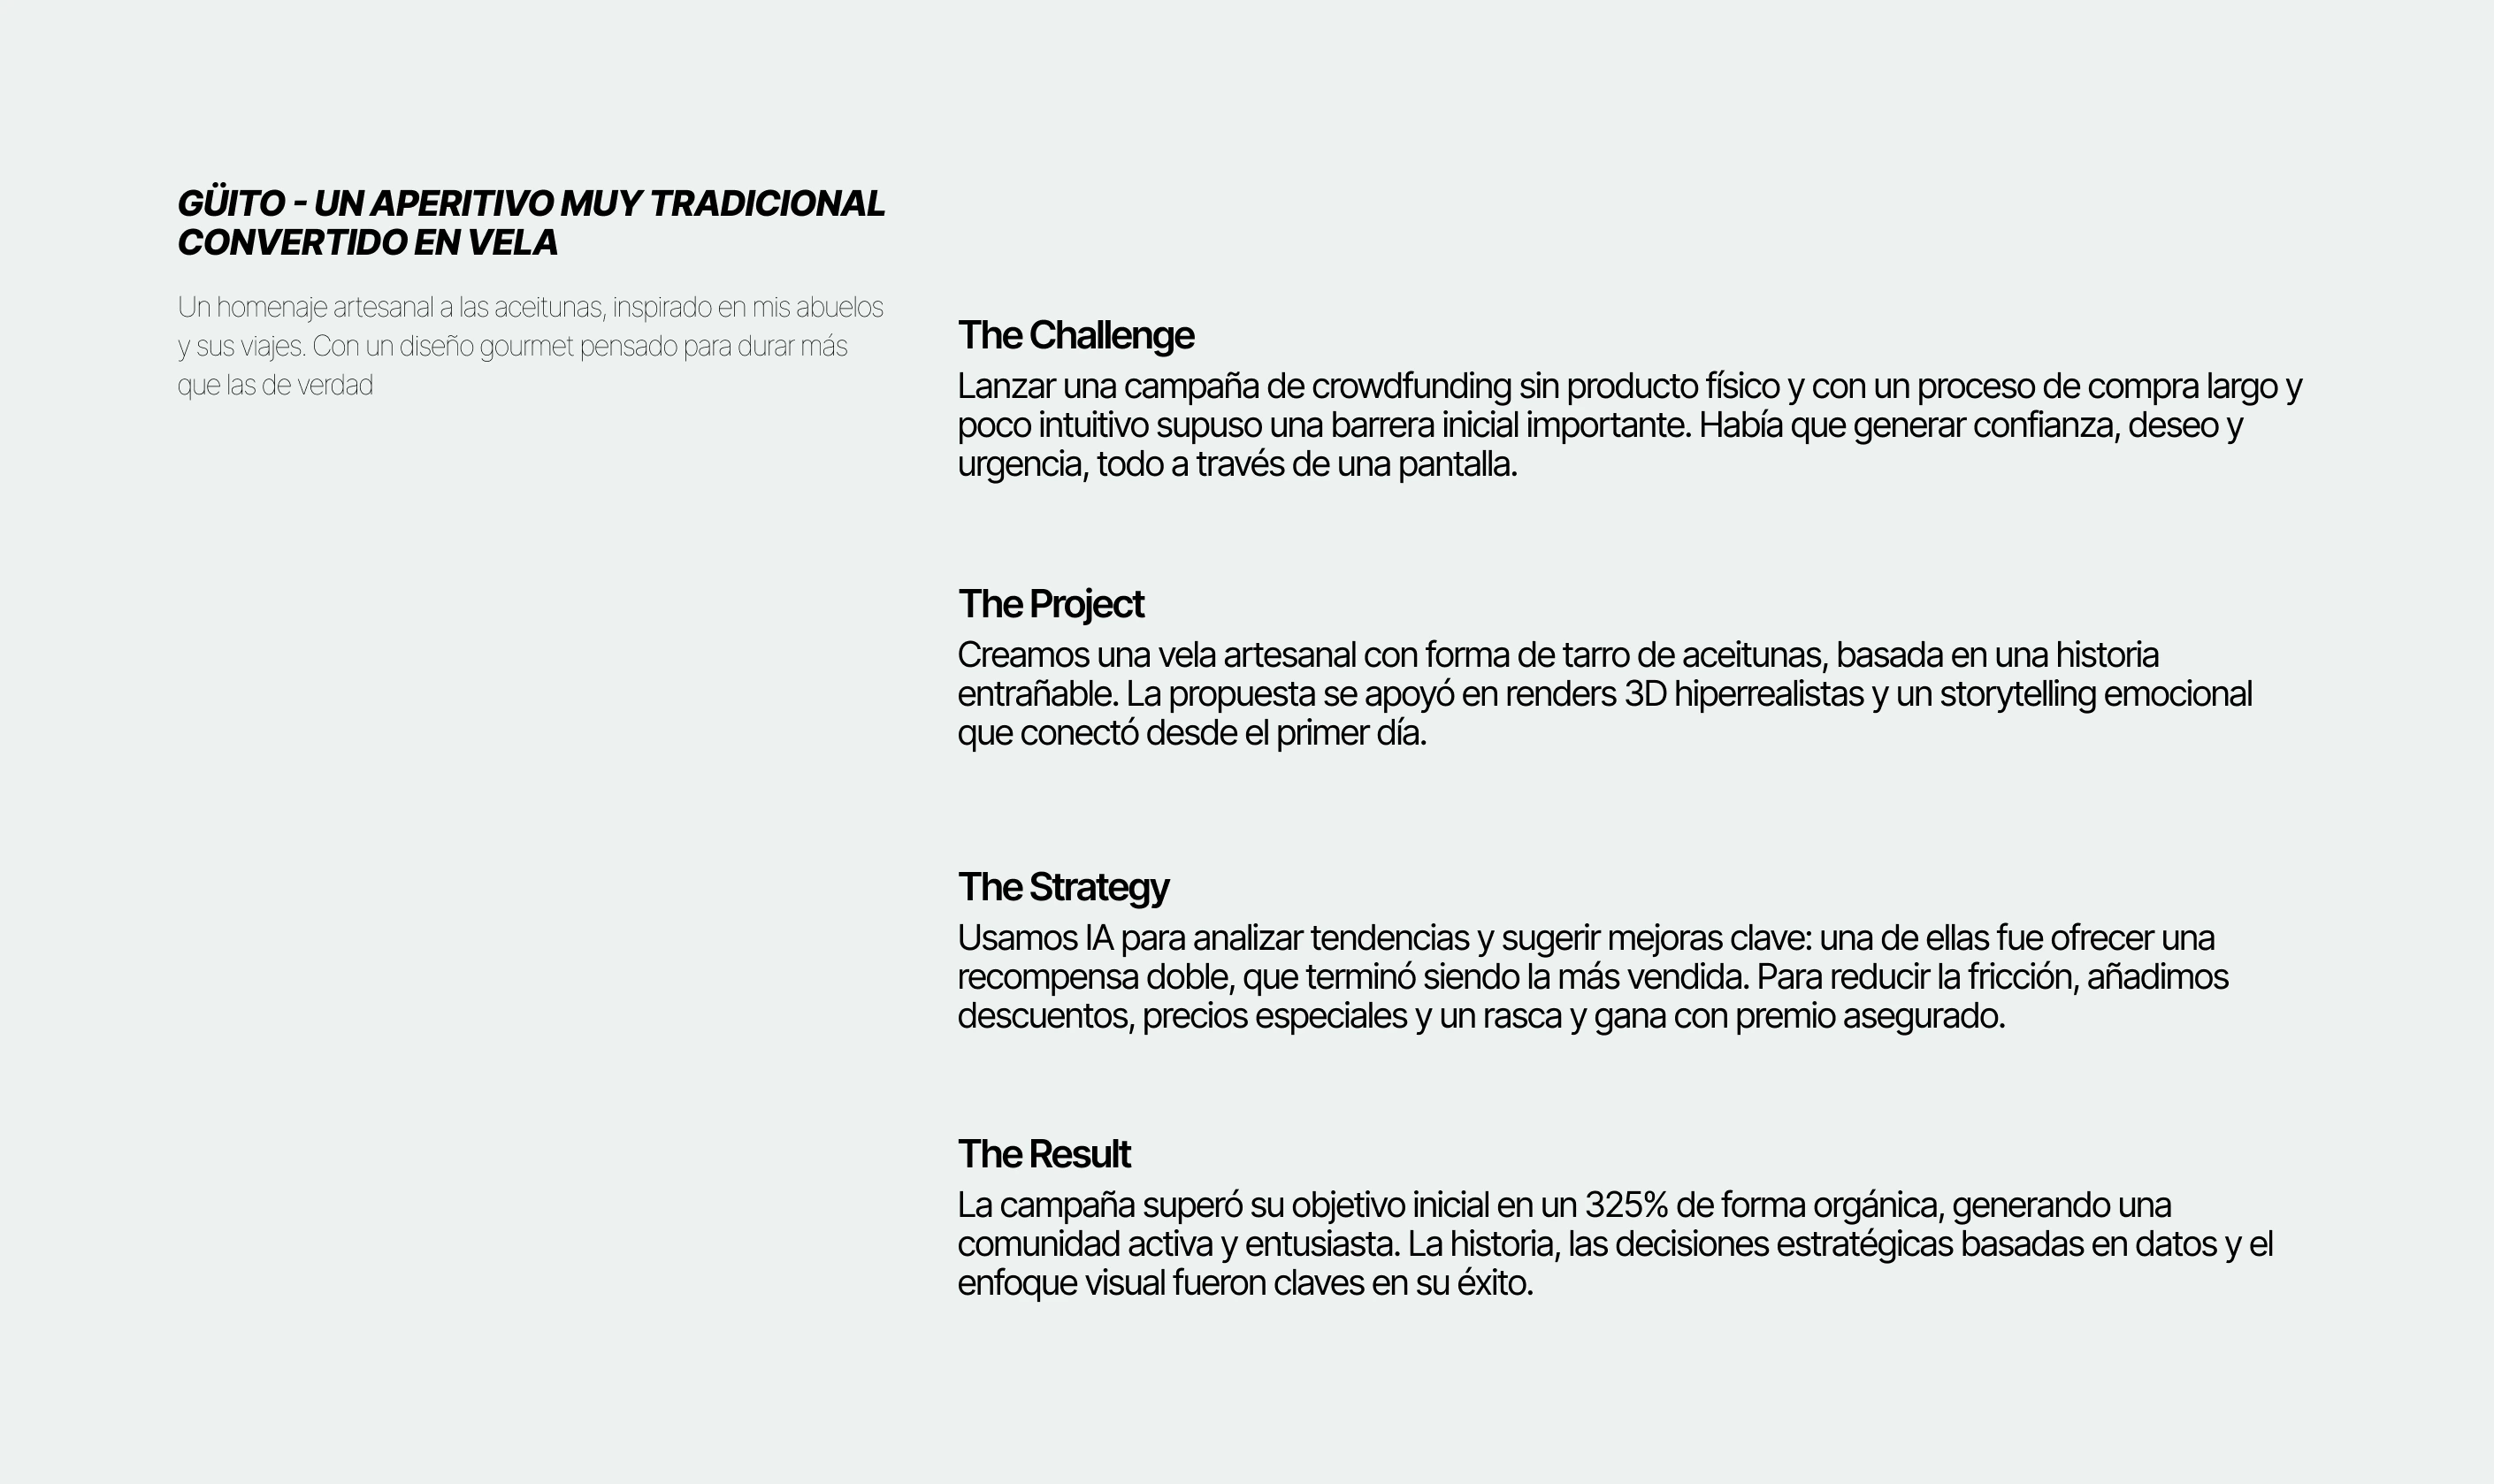 GÜITO - UN APERITIVO MUY TRADICIONAL
CONVERTIDO EN VELA
Un homenaje artesanal a las aceitunas, inspirado en mis abuelos
y sus viajes. Con un diseño gourmet pensado para durar más
que las de verdad
The Challenge
Lanzar una campaña de crowdfunding sin producto físico y con un proceso de compra largo y
poco intuitivo supuso una barrera inicial importante. Había que generar confianza, deseo y
urgencia, todo a través de una pantalla.
The Project
Creamos una vela artesanal con forma de tarro de aceitunas, basada en una historia
entrañable. La propuesta se apoyó en renders 3D hiperrealistas y un storytelling emocional
que conectó desde el primer día.
The Strategy
Usamos IA para analizar tendencias y sugerir mejoras clave: una de ellas fue ofrecer una
recompensa doble, que terminó siendo la más vendida. Para reducir la fricción, añadimos
descuentos, precios especiales y un rasca y gana con premio asegurado.
The Result
La campaña superó su objetivo inicial en un 325% de forma orgánica, generando una
comunidad activa y entusiasta. La historia, las decisiones estratégicas basadas en datos y el
enfoque visual fueron claves en su éxito.